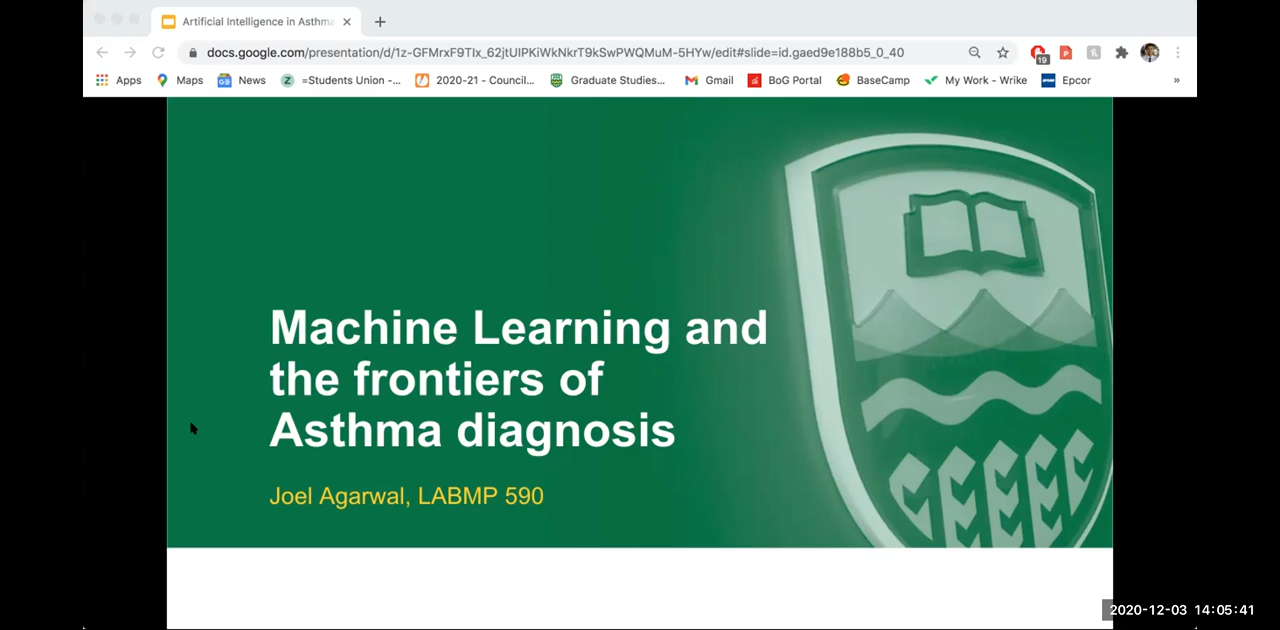 Artificial Intelligence in Asthma
docs.google.com/presentation/d/1z-GFMrxF9TIx_62jtUIPKiWkNkrT9kSwPWQMuM-5HYw/edit#slide=id.gaed9e188b5_0_40
19
Apps Maps News =Students Union -... 2020-21 - Council... Graduate Studies... Gmail BoG Portal BaseCamp My Work - Wrike Epcor »
Machine Learning and
the frontiers of
Asthma diagnosis
Joel Agarwal, LABMP 590
2020-12-03 14:05:41